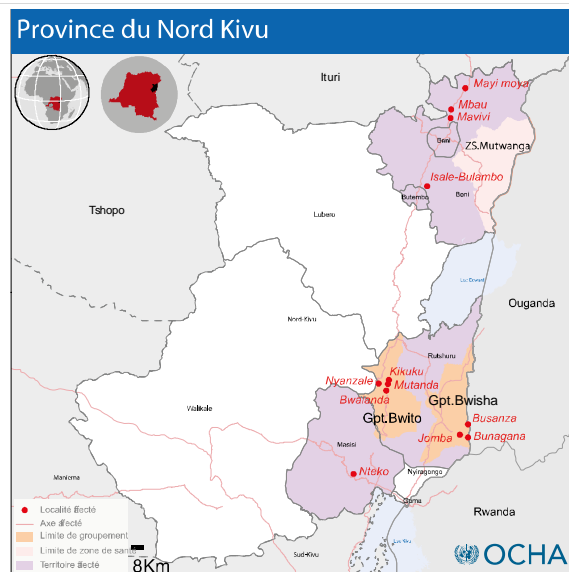 Province du Nord Kivu
Ituri
Mayi moya
Mbau
Mavivi
Beni
ZS.Mutwanga
Isale-Bulambo
Beni
Butembo
Tshopo
Luberu
Ouganda
Nord-Kivu
Rutshuru
Kikuku
Nyanzale
Mutanda
Bwalanda
Gpt.Bwisha
Gpt.Bwito
Walikale
Busanza
Jomba
Bunagana
Masisi
Nteko
Nyiragongo
Maniema
Goma
Rwanda
Localité affecté
Axe affecté
Limite de groupement
Limite de zone de santé
Territoire affecté
8Km
Sud-Kivu
OCHA